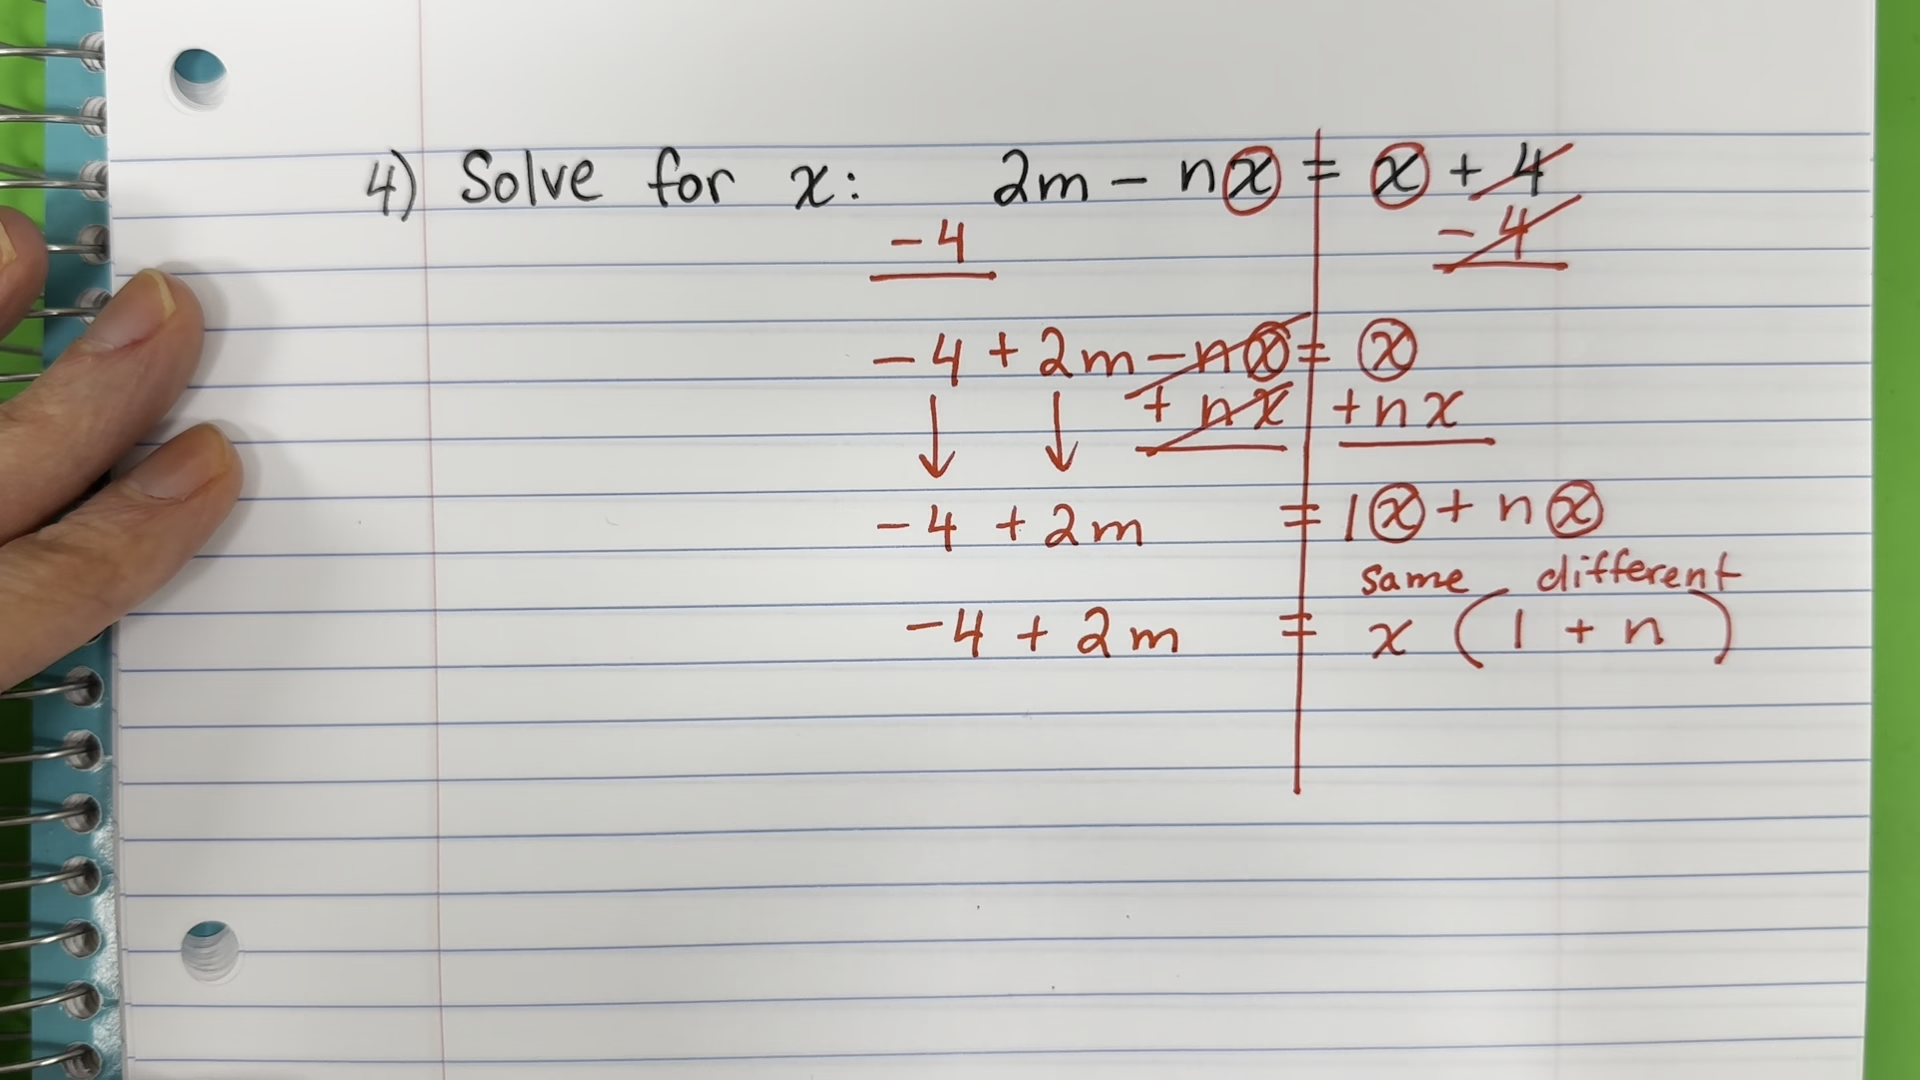 4) Solve for x: 2m - nx = x + 4
-4 - 4
-4 + 2m - nx = x
+ nx +nx
-4 + 2m = 1x + nx
same different
-4 + 2m = x (1 + n)